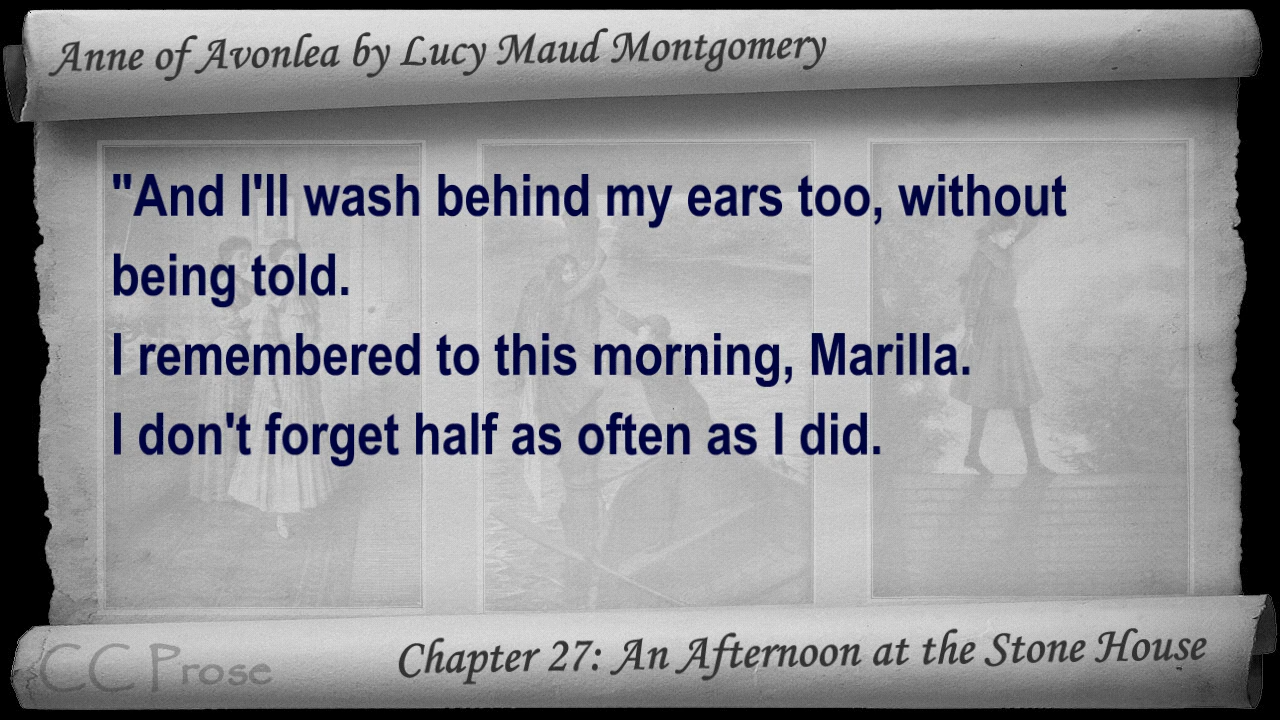 Anne of Avonlea by Lucy Maud Montgomery
"And I'll wash behind my ears too, without
being told.
I remembered to this morning, Marilla.
I don't forget half as often as I did.
CC Prose
Chapter 27: An Afternoon at the Stone House